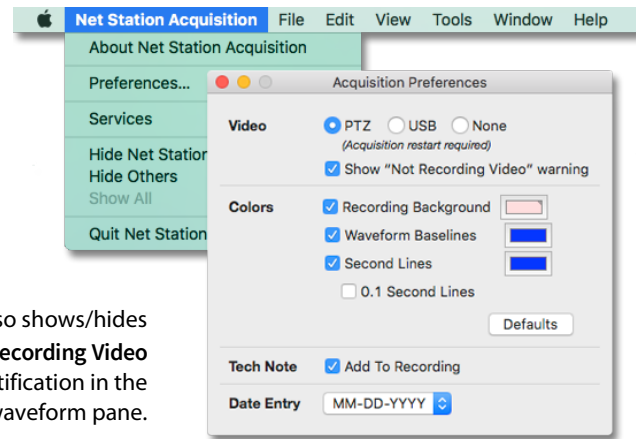 Net Station Acquisition File Edit View Tools Window Help
About Net Station Acquisition
Preferences...
Services
Hide Net Station
Hide Others
Show All
Quit Net Station
Acquisition Preferences
Video PTZ USB None
(Acquisition restart required)
Show "Not Recording Video" warning
Colors Recording Background
Waveform Baselines
Second Lines
0.1 Second Lines
Defaults
Tech Note Add To Recording
Date Entry MM-DD-YYYY
so shows/hides
ecording Video
tification in the
vaveform pane.